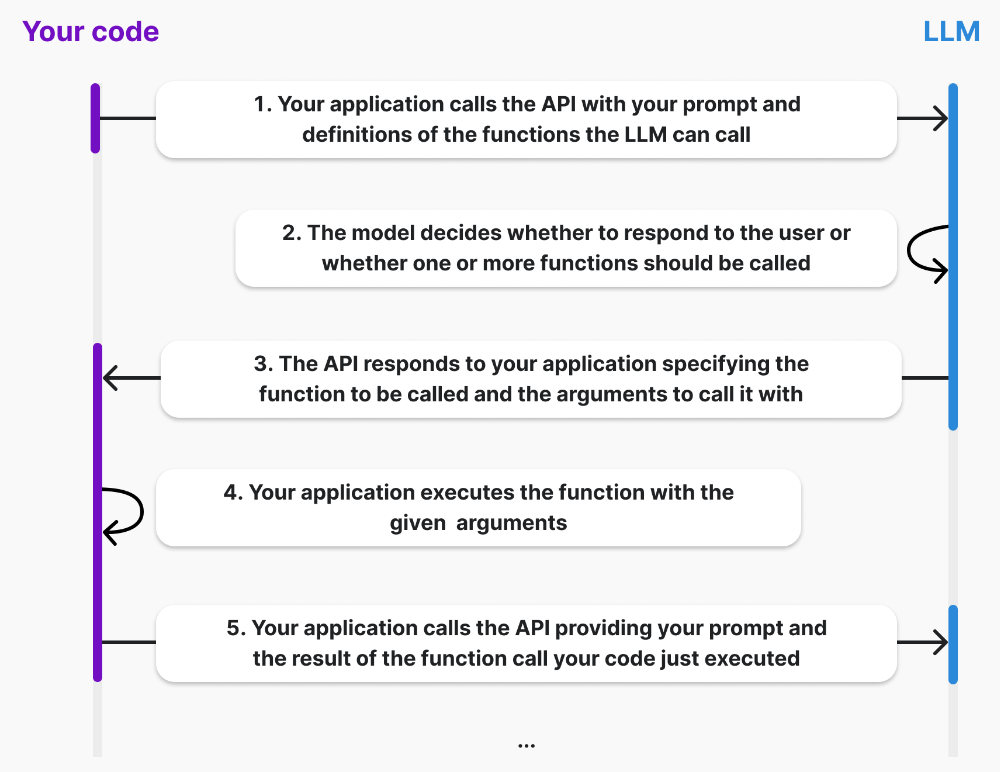 Your code
LLM
1. Your application calls the API with your prompt and
definitions of the functions the LLM can call
2. The model decides whether to respond to the user or
whether one or more functions should be called
3. The API responds to your application specifying the
function to be called and the arguments to call it with
4. Your application executes the function with the
given  arguments
5. Your application calls the API providing your prompt and
the result of the function call your code just executed
...